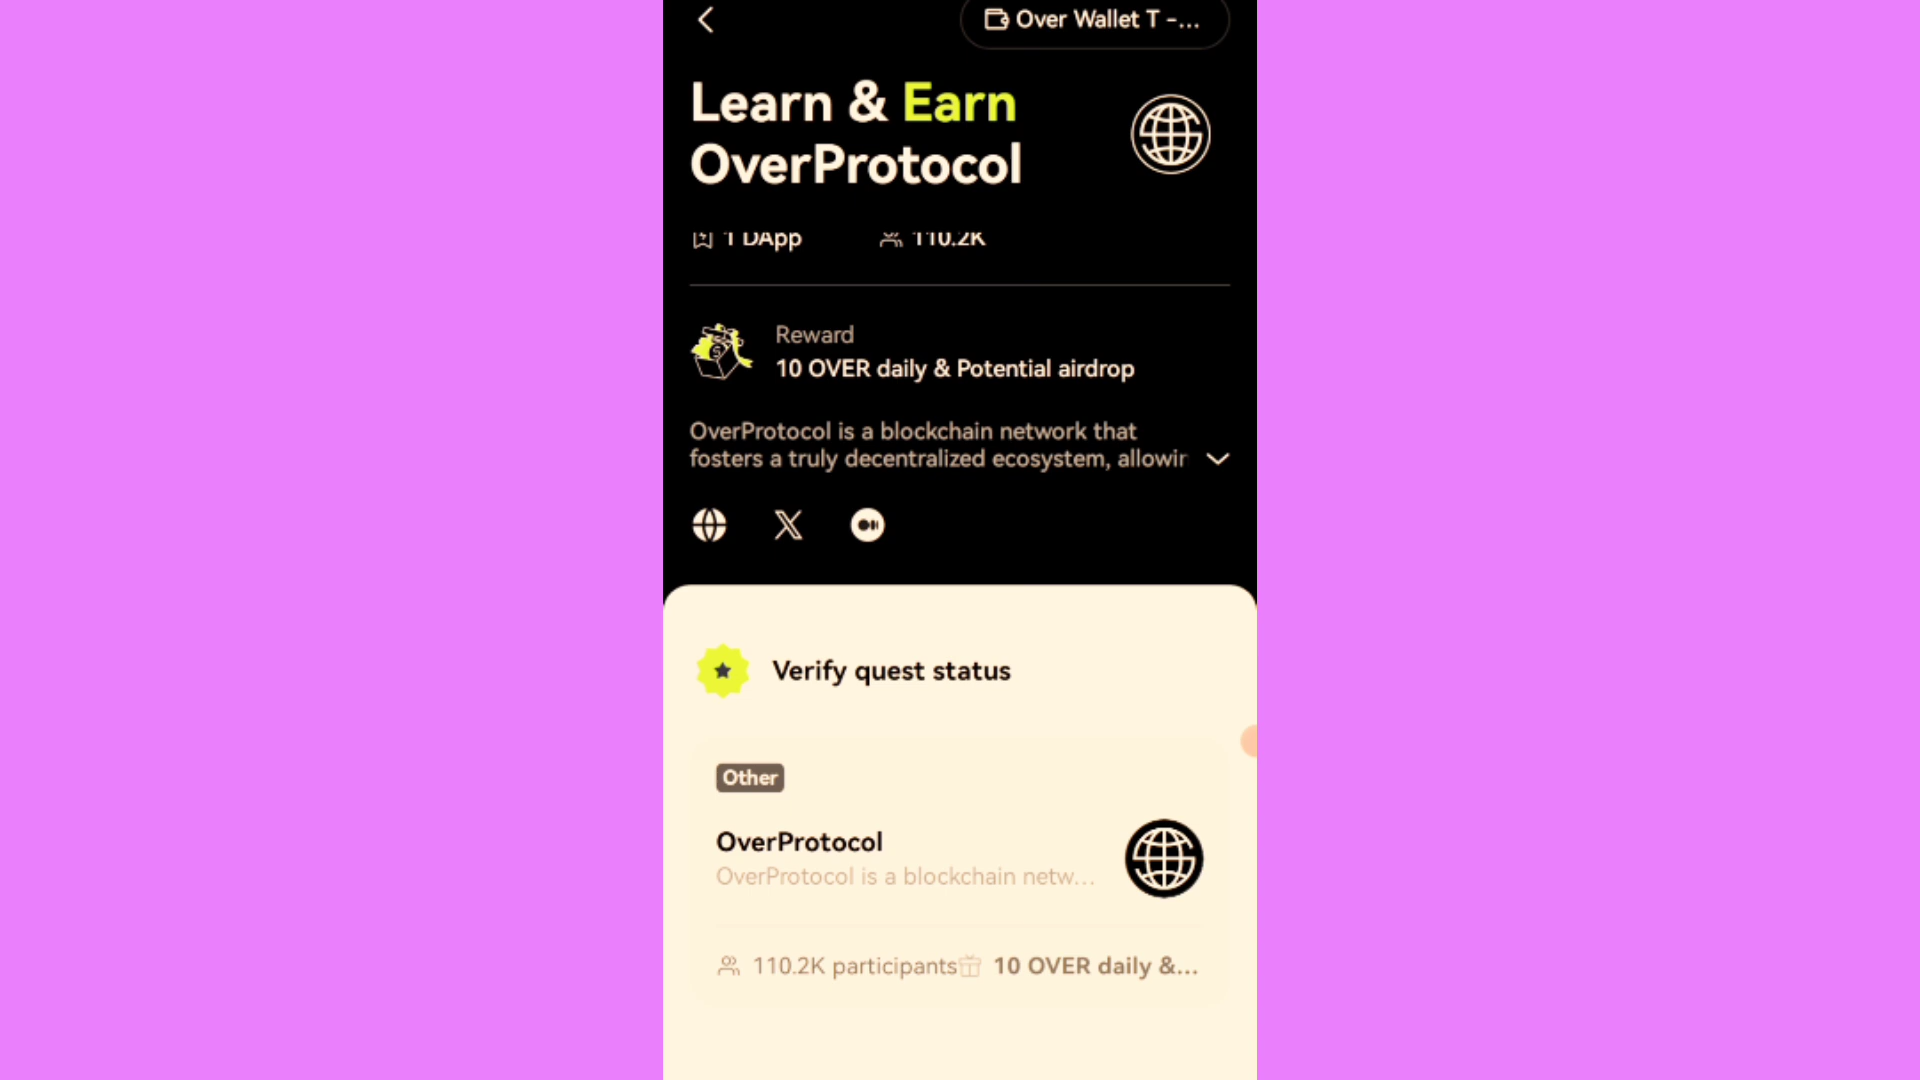 Over Wallet T -...
Learn & Earn
OverProtocol
1 DApp 110.2K
Reward
10 OVER daily & Potential airdrop
OverProtocol is a blockchain network that
fosters a truly decentralized ecosystem, allowin
Verify quest status
Other
OverProtocol
OverProtocol is a blockchain netw...
110.2K participants 10 OVER daily &...